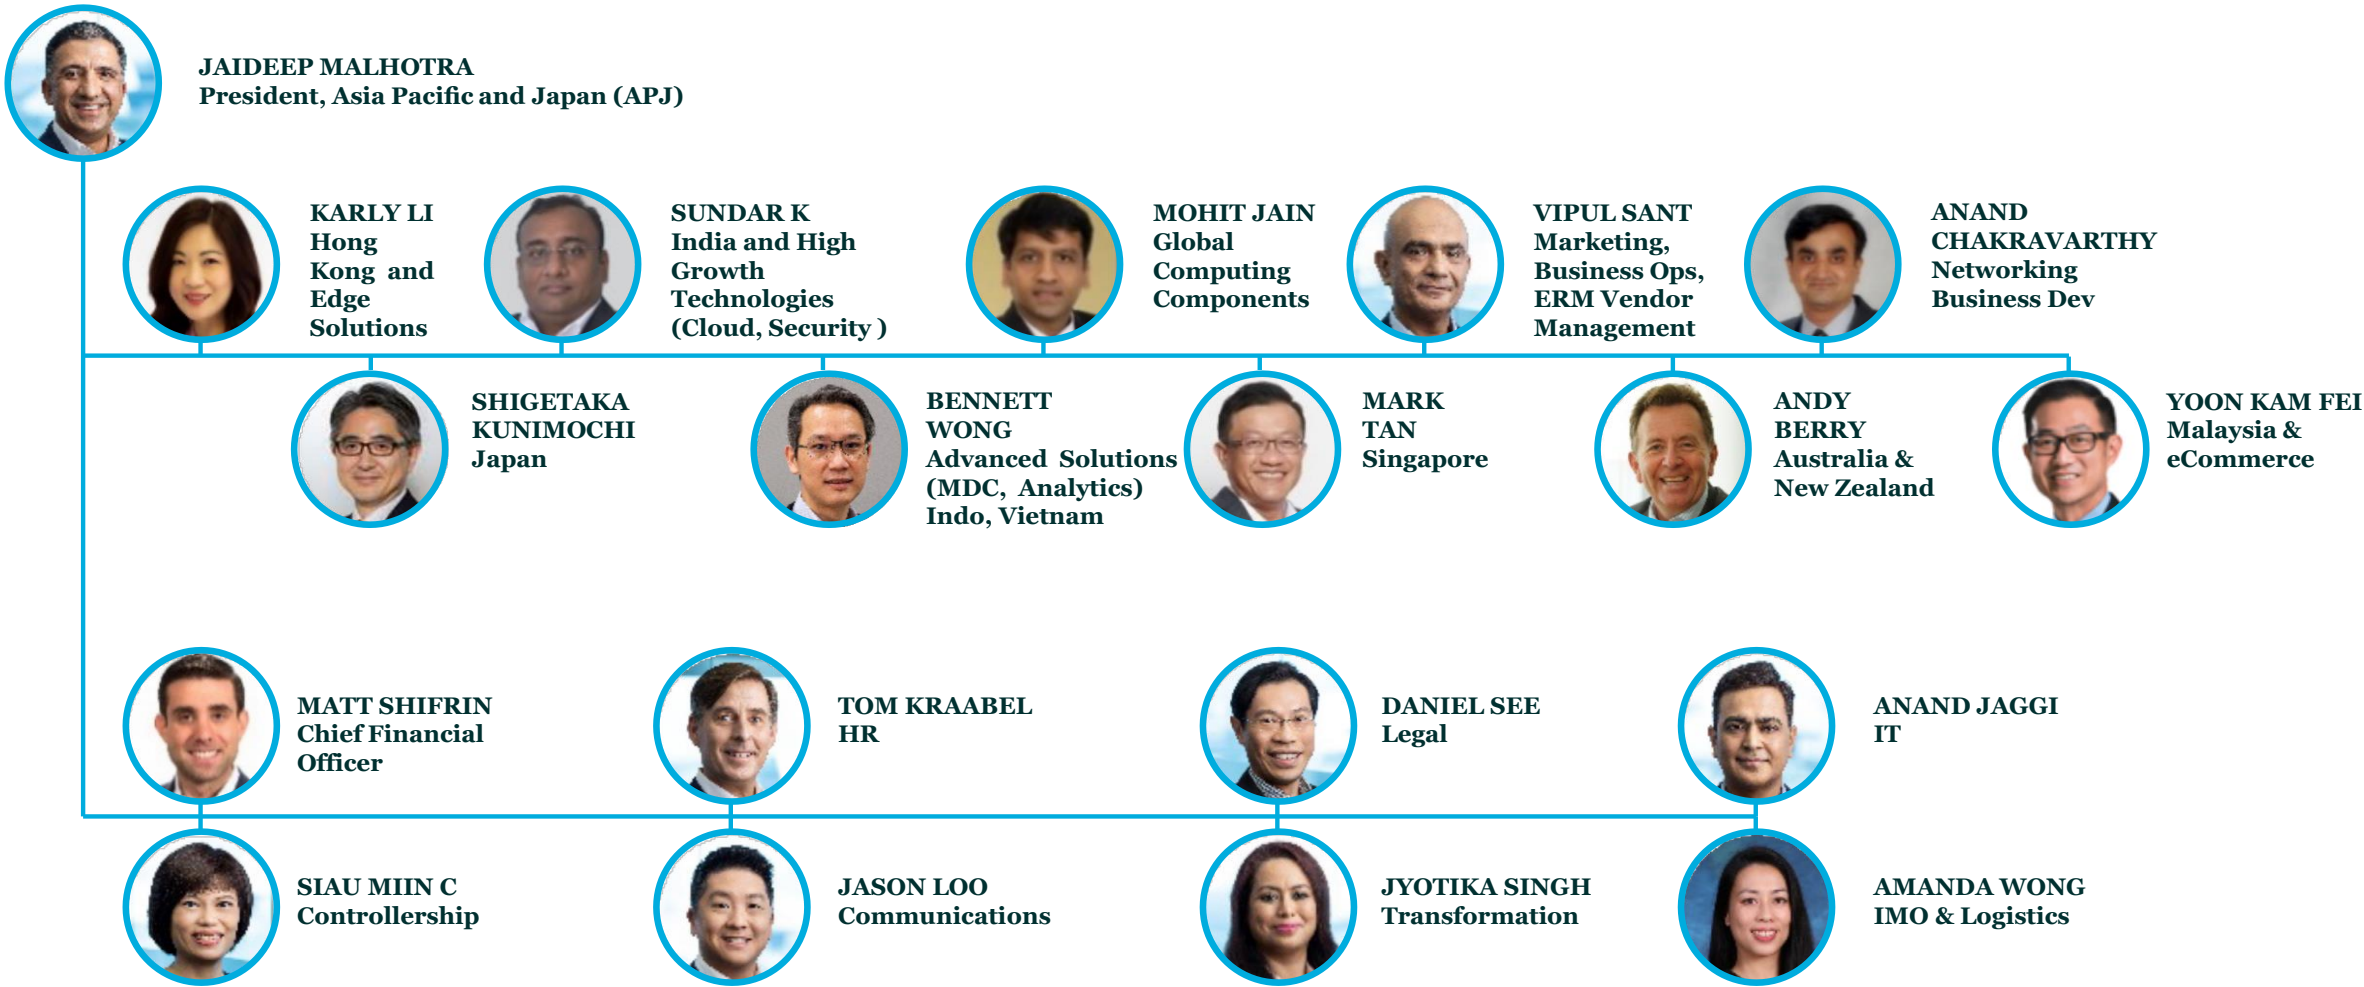 JAIDEEP MALHOTRA
President, Asia Pacific and Japan (APJ)
KARLY LI
Hong
Kong and
Edge
Solutions
SUNDAR K
India and High
Growth
Technologies
(Cloud, Security )
MOHIT JAIN
Global
Computing
Components
VIPUL SANT
Marketing,
Business Ops,
ERM Vendor
Management
ANAND
CHAKRAVARTHY
Networking
Business Dev
SHIGETAKA
KUNIMOCHI
Japan
BENNETT
WONG
Advanced Solutions
(MDC, Analytics)
Indo, Vietnam
MARK
TAN
Singapore
ANDY
BERRY
Australia &
New Zealand
YOON KAM FEI
Malaysia &
eCommerce
MATT SHIFRIN
Chief Financial
Officer
TOM KRAABEL
HR
DANIEL SEE
Legal
ANAND JAGGI
IT
SIAU MIIN C
Controllership
JASON LOO
Communications
JYOTIKA SINGH
Transformation
AMANDA WONG
IMO & Logistics